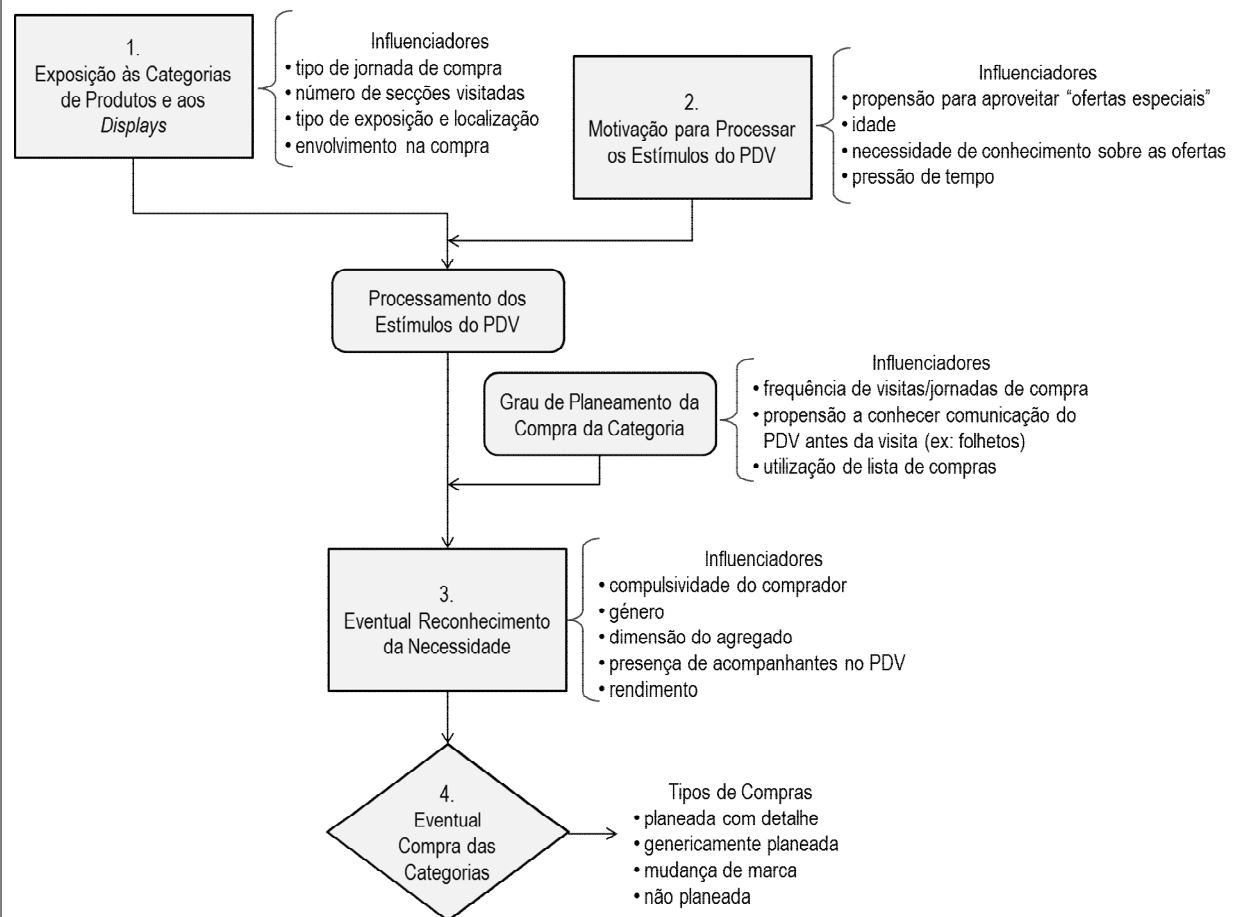 1.
Exposição às Categorias
de Produtos e aos
Displays
Influenciadores
• tipo de jornada de compra
• número de secções visitadas
• tipo de exposição e localização
• envolvimento na compra
2.
Motivação para Processar
os Estímulos do PDV
Influenciadores
• propensão para aproveitar “ofertas especiais”
• idade
• necessidade de conhecimento sobre as ofertas
• pressão de tempo
Processamento dos
Estímulos do PDV
Grau de Planeamento da
Compra da Categoria
Influenciadores
• frequência de visitas/jornadas de compra
• propensão a conhecer comunicação do
PDV antes da visita (ex: folhetos)
• utilização de lista de compras
3.
Eventual Reconhecimento
da Necessidade
Influenciadores
• compulsividade do comprador
• género
• dimensão do agregado
• presença de acompanhantes no PDV
• rendimento
4.
Eventual
Compra das
Categorias
Tipos de Compras
• planeada com detalhe
• genericamente planeada
• mudança de marca
• não planeada